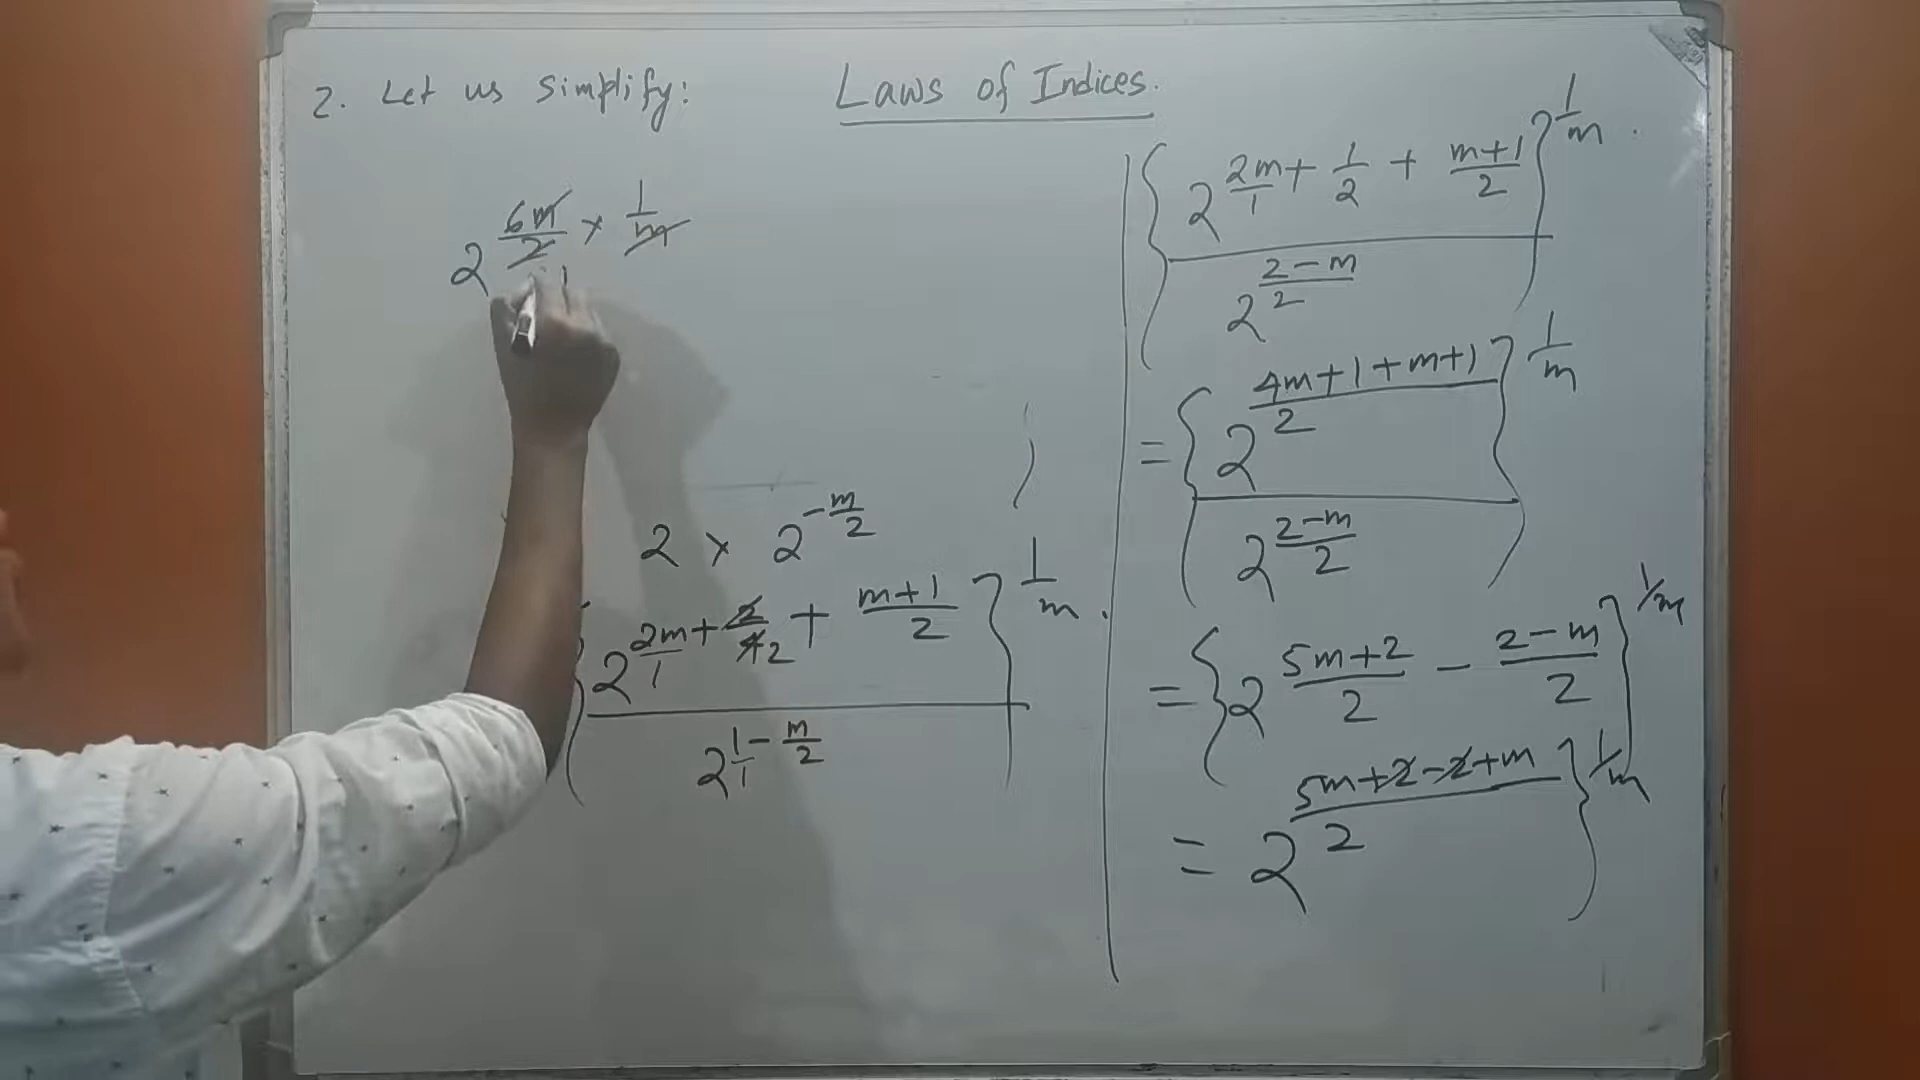 2. Let us Simplify:
Laws of Indices.
2^(6m/2 × 1/m)
1
2 × 2^(-m/2)
{2^(2m/1 + 2/4 2 + (m+1)/2) / 2^(1/1 - m/2)}^(1/m).
{2^(2m/1 + 1/2 + (m+1)/2) / 2^((2-m)/2)}^(1/m).
= {2^((4m+1+m+1)/2) / 2^((2-m)/2)}^(1/m)
= {2^((5m+2)/2 - (2-m)/2)}^(1/m)
= 2^((5m+2-2+m)/2)}^(1/m)